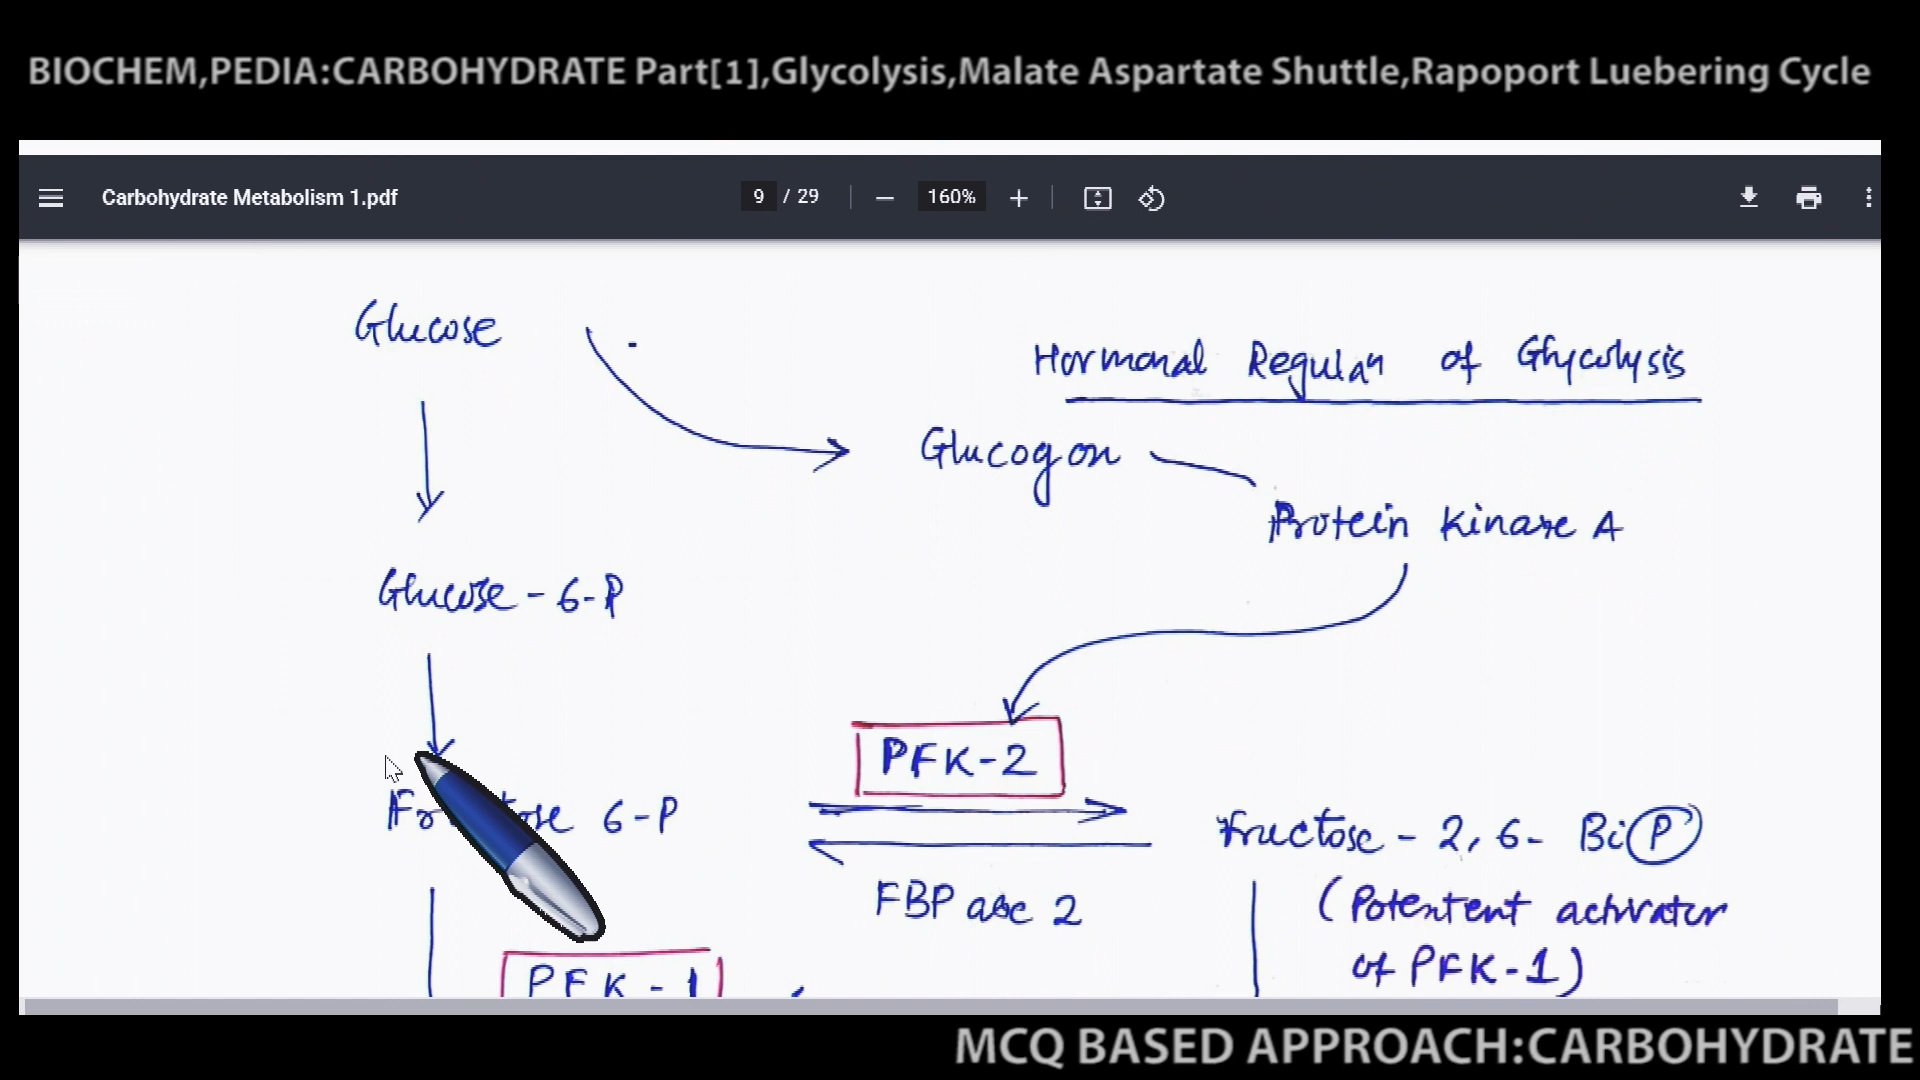 BIOCHEM,PEDIA:CARBOHYDRATE Part[1],Glycolysis,Malate Aspartate Shuttle,Rapoport Luebering Cycle
Carbohydrate Metabolism 1.pdf
9 / 29
160%
Glucose
Hormonal Regulan of Glycolysis
Glucogon
Protein kinase A
Glucose - 6-P
PFK-2
6-P
Fructose - 2, 6- Bi P
FBP ase 2
(Potentent activator
of PFK-1)
PFK - 1
MCQ BASED APPROACH:CARBOHYDRATE